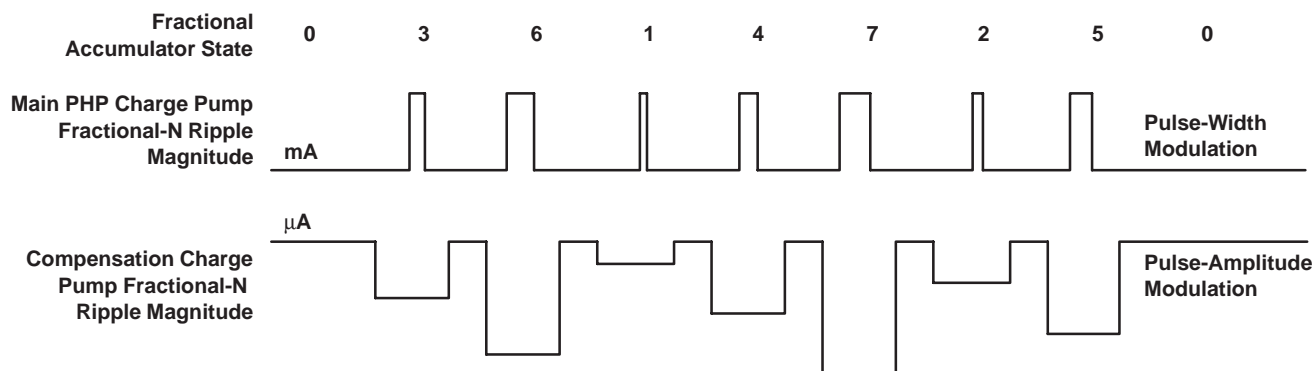 Fractional
Accumulator State
0 3 6 1 4 7 2 5 0
Main PHP Charge Pump
Fractional-N Ripple
Magnitude
mA
Pulse-Width
Modulation
μA
Compensation Charge
Pump Fractional-N
Ripple Magnitude
Pulse-Amplitude
Modulation